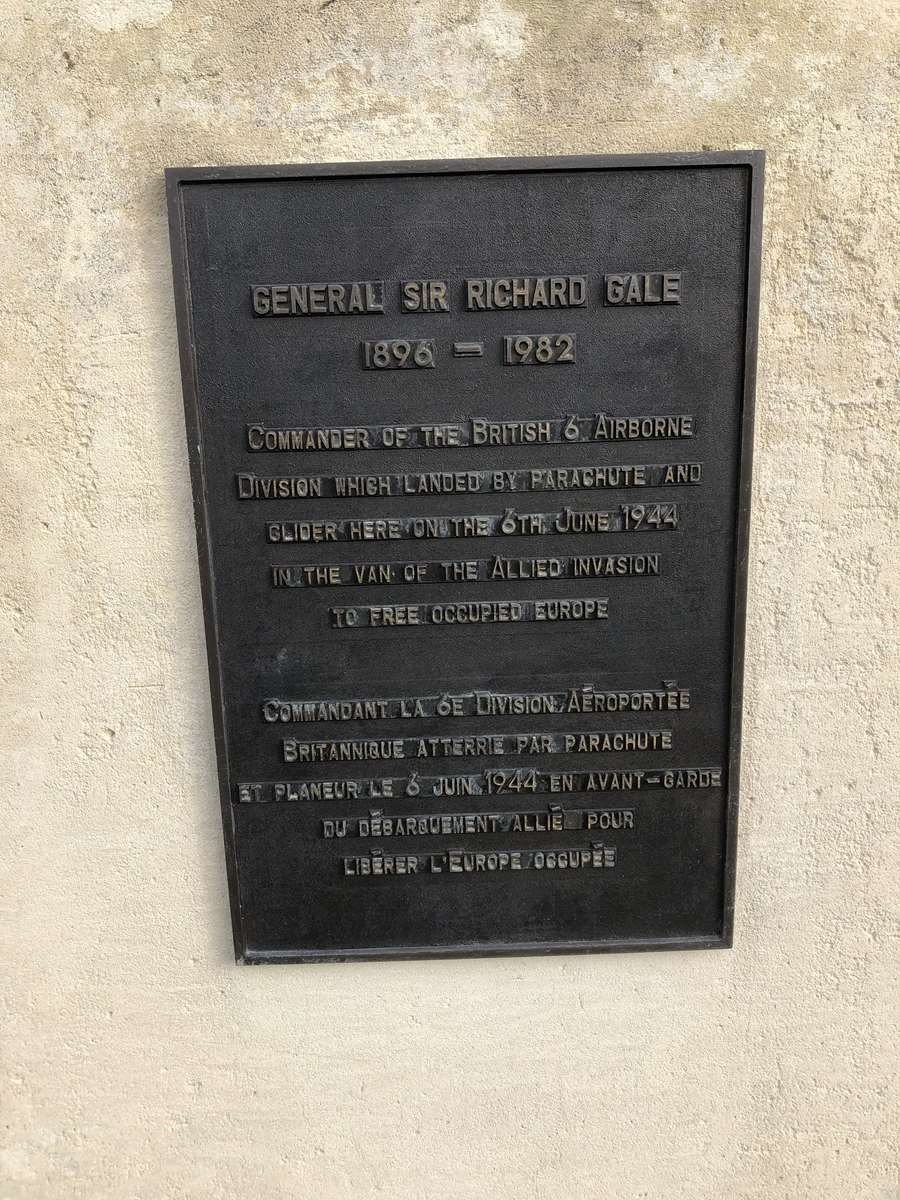 GENERAL SIR RICHARD GALE
1896 - 1982
COMMANDER OF THE BRITISH 6 AIRBORNE
DIVISION WHICH LANDED BY PARACHUTE AND
GLIDER HERE ON THE 6TH JUNE 1944
IN THE VAN OF THE ALLIED INVASION
TO FREE OCCUPIED EUROPE
COMMANDANT LA 6E DIVISION AÉROPORTÉE
BRITANNIQUE ATTERRIE PAR PARACHUTE
ET PLANEUR LE 6 JUIN 1944 EN AVANT-GARDE
DU DÉBARQUEMENT ALLIÉ POUR
LIBÉRER L'EUROPE OCCUPÉE